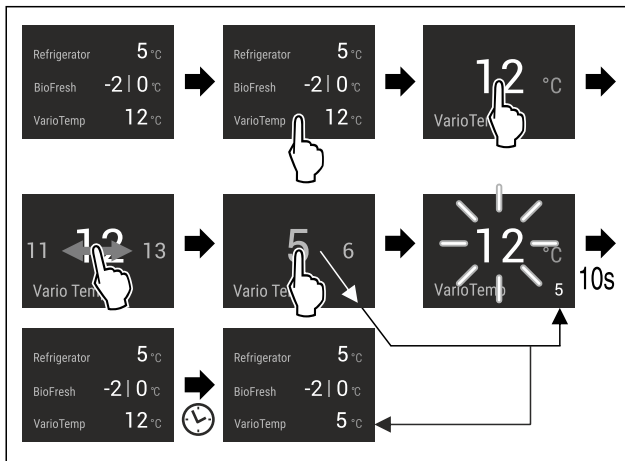 Refrigerator 5 °C
BioFresh -2 | 0 °C
VarioTemp 12 °C
Refrigerator 5 °C
BioFresh -2 | 0 °C
VarioTemp 12 °C
12 °C
VarioTemp
11 12 13
Vario Tem
5 6
Vario Te
12 °C
VarioTemp 5
10s
Refrigerator 5 °C
BioFresh -2 | 0 °C
VarioTemp 12 °C
Refrigerator 5 °C
BioFresh -2 | 0 °C
VarioTemp 5 °C